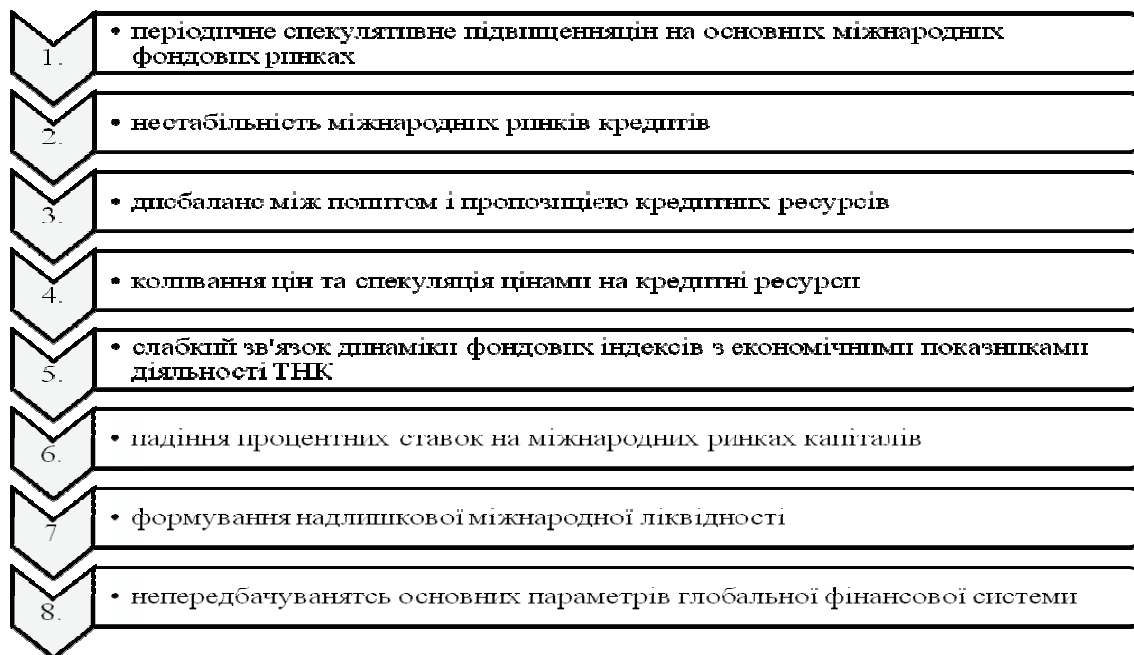 1. • періодичне спекулятивне підвищенняцін на основних міжнародних
фондових ринках
2. • нестабільність міжнародних ринків кредитів
3. • дисбаланс між попитом і пропозицією кредитних ресурсів
4. • коливання цін та спекуляція цінами на кредитні ресурси
5. • слабкий зв'язок динаміки фондових індексів з економічними показниками
діяльності ТНК
6. • падіння процентних ставок на міжнародних ринках капіталів
7 • формування надлишкової міжнародної ліквідності
8. • непередбачуванятсь основних параметрів глобальної фінансової системи